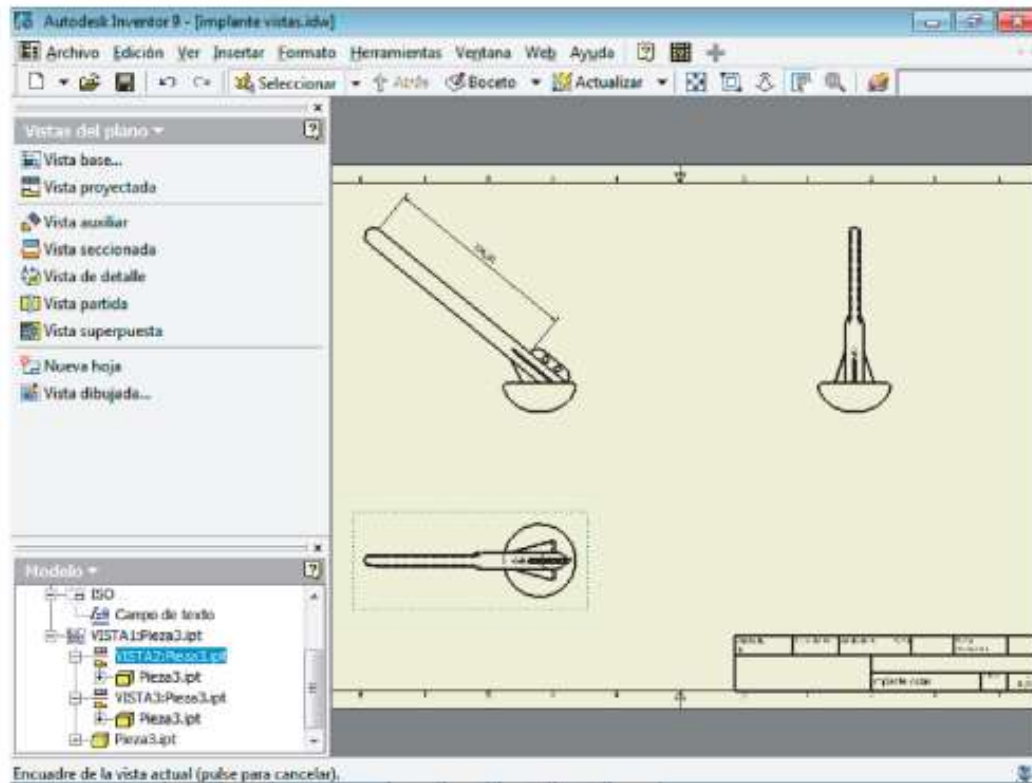 Autodesk Inventor 9 - [implante vistas.idw]
Archivo Edición Ver Insertar Formato Herramientas Ventana Web Ayuda
Seleccionar Atrás Boceto Actualizar
Vistas del plano
Vista base...
Vista proyectada
Vista auxiliar
Vista seccionada
Vista de detalle
Vista partida
Vista superpuesta
Nueva hoja
Vista dibujada...
Modelo
ISO
Campo de texto
VISTA1:Pieza3.ipt
VISTA2:Pieza3.ipt
Pieza3.ipt
VISTA3:Pieza3.ipt
Pieza3.ipt
Pieza3.ipt
implante vistas
Encuadre de la vista actual (pulse para cancelar).